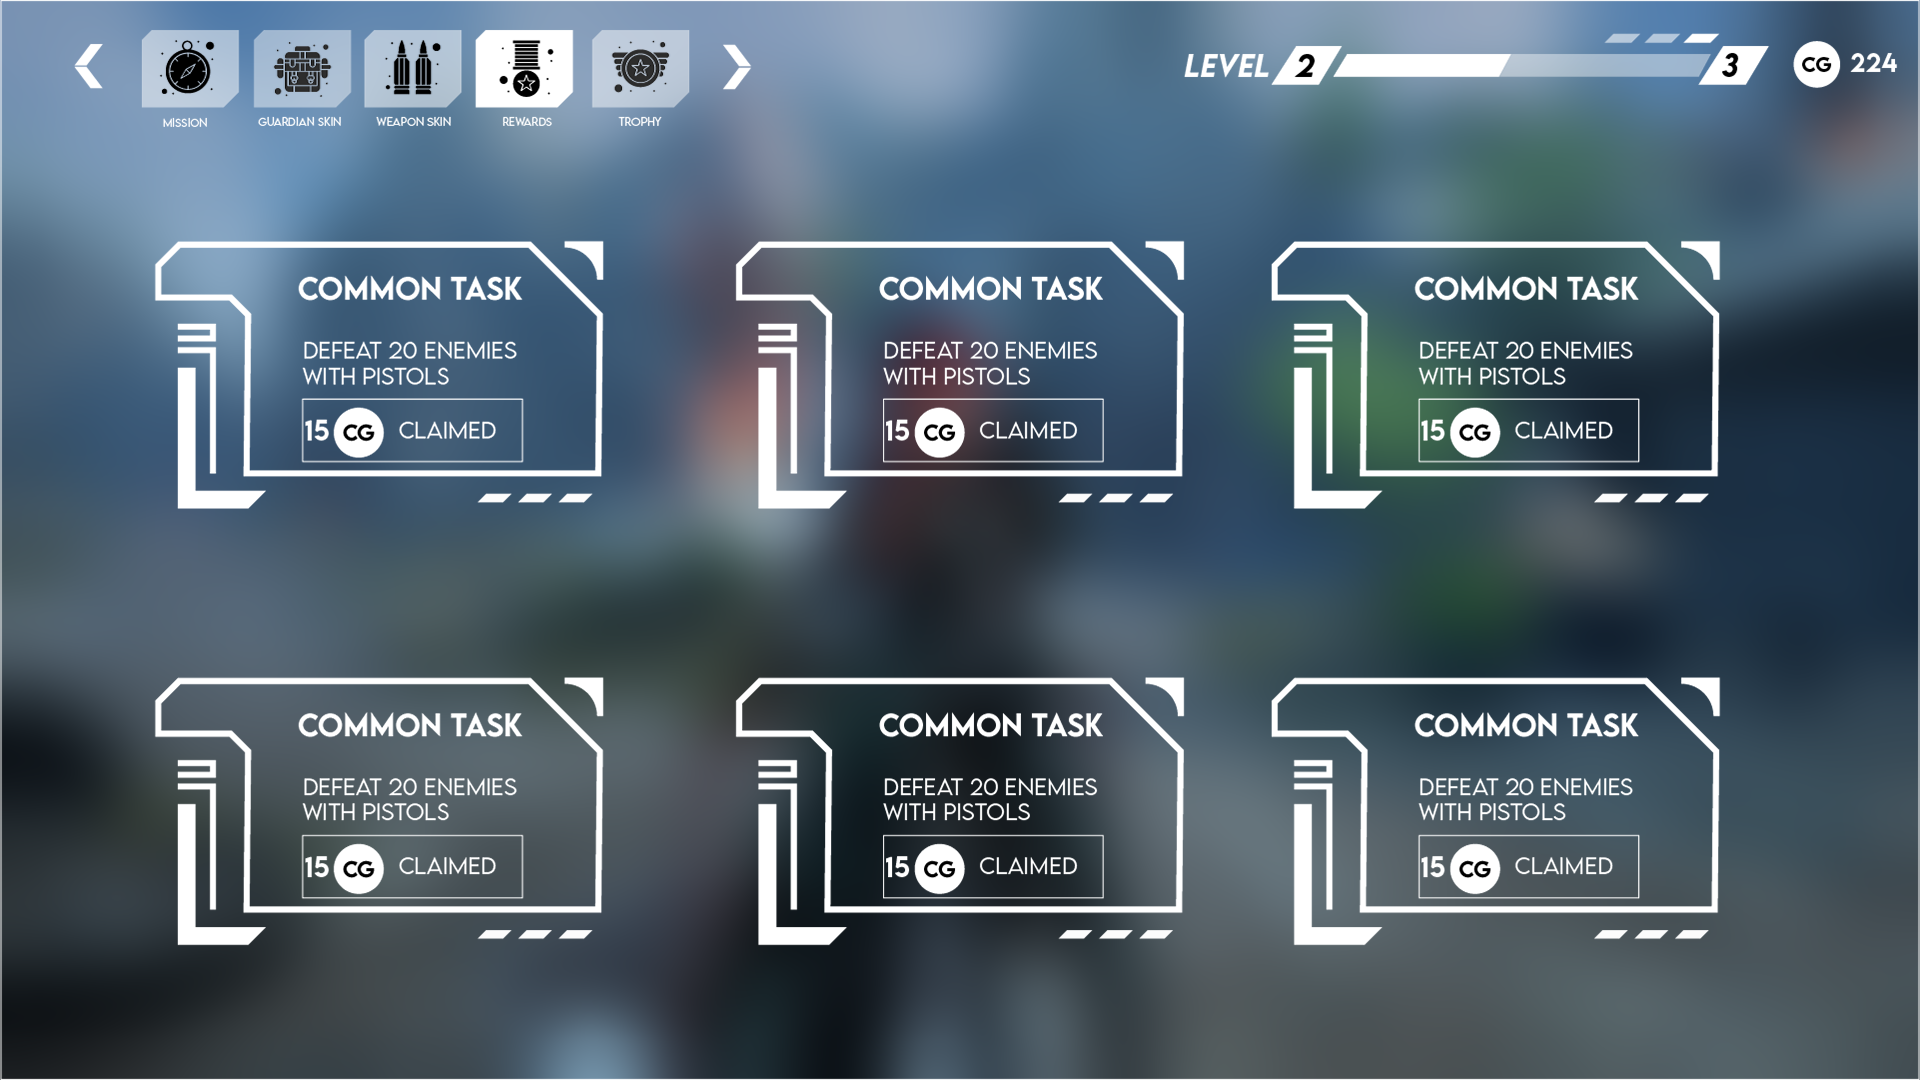 MISSION
GUARDIAN SKIN
WEAPON SKIN
REWARDS
TROPHY
LEVEL 2
3
CG 224
COMMON TASK
DEFEAT 20 ENEMIES
WITH PISTOLS
15 CG CLAIMED
COMMON TASK
DEFEAT 20 ENEMIES
WITH PISTOLS
15 CG CLAIMED
COMMON TASK
DEFEAT 20 ENEMIES
WITH PISTOLS
15 CG CLAIMED
COMMON TASK
DEFEAT 20 ENEMIES
WITH PISTOLS
15 CG CLAIMED
COMMON TASK
DEFEAT 20 ENEMIES
WITH PISTOLS
15 CG CLAIMED
COMMON TASK
DEFEAT 20 ENEMIES
WITH PISTOLS
15 CG CLAIMED